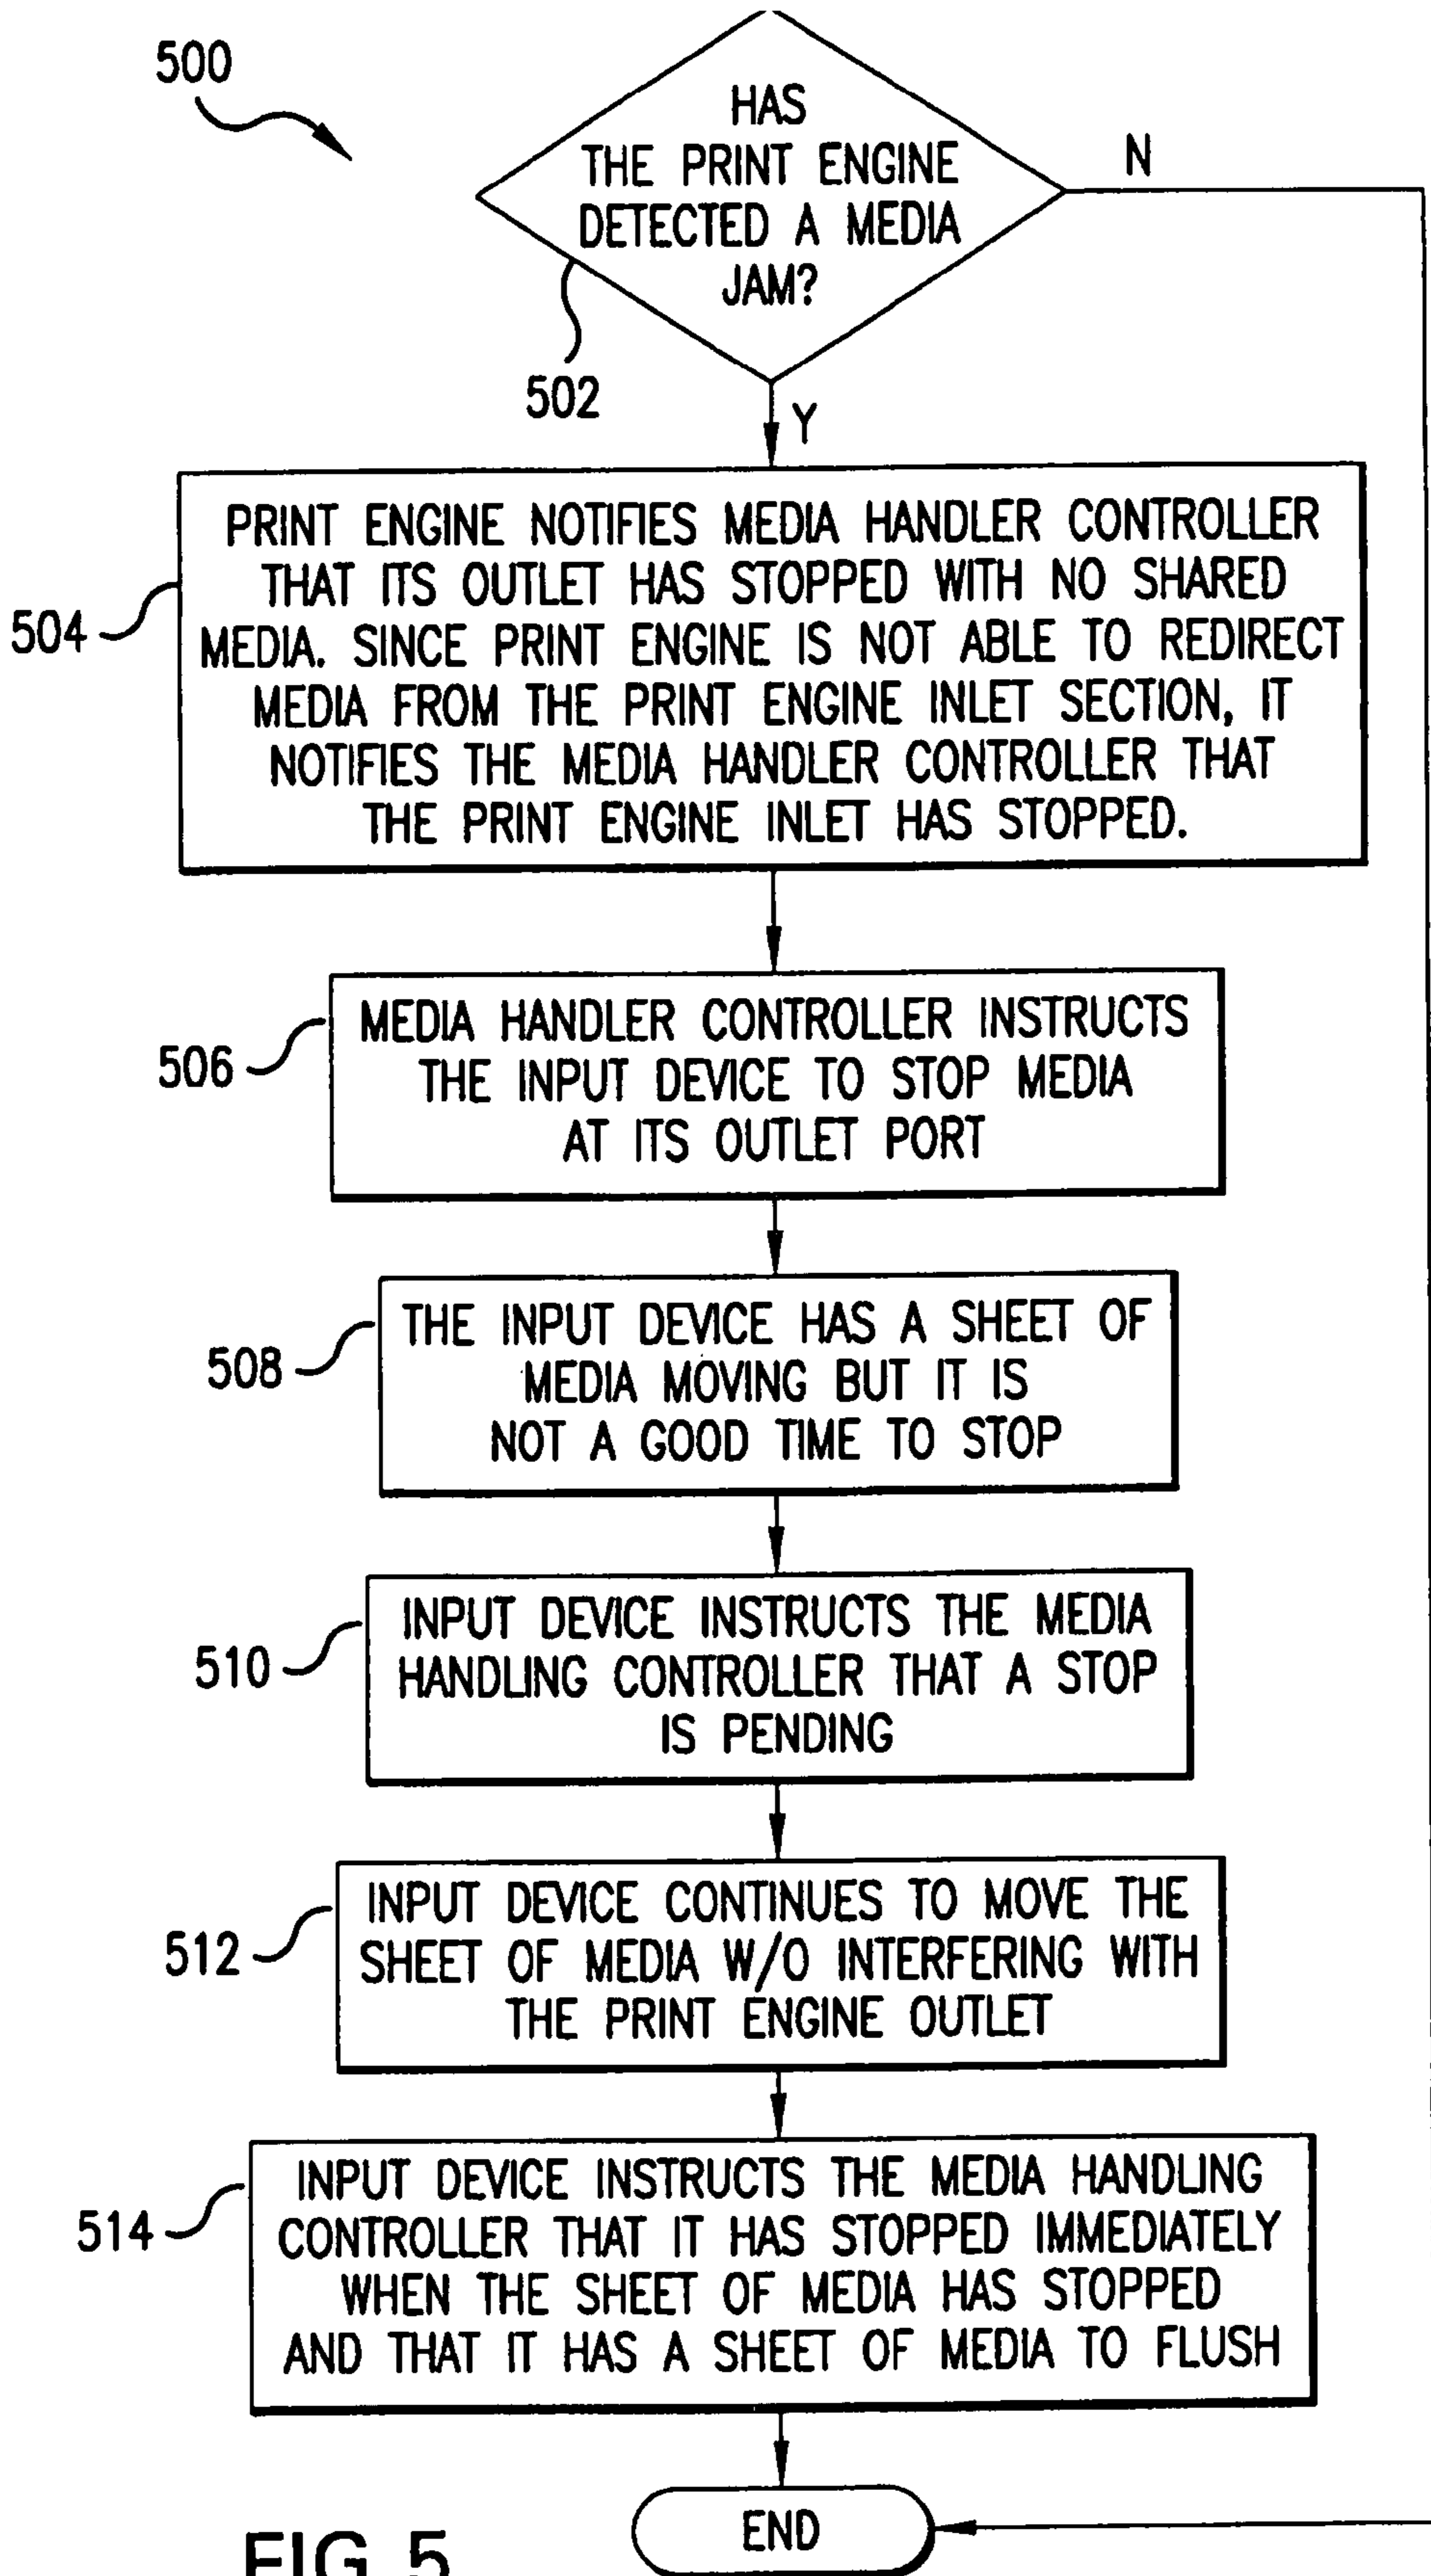 500
HAS
THE PRINT ENGINE
DETECTED A MEDIA
JAM?
N
502
Y
PRINT ENGINE NOTIFIES MEDIA HANDLER CONTROLLER
THAT ITS OUTLET HAS STOPPED WITH NO SHARED
MEDIA. SINCE PRINT ENGINE IS NOT ABLE TO REDIRECT
MEDIA FROM THE PRINT ENGINE INLET SECTION, IT
NOTIFIES THE MEDIA HANDLER CONTROLLER THAT
THE PRINT ENGINE INLET HAS STOPPED.
504
MEDIA HANDLER CONTROLLER INSTRUCTS
THE INPUT DEVICE TO STOP MEDIA
AT ITS OUTLET PORT
506
THE INPUT DEVICE HAS A SHEET OF
MEDIA MOVING BUT IT IS
NOT A GOOD TIME TO STOP
508
INPUT DEVICE INSTRUCTS THE MEDIA
HANDLING CONTROLLER THAT A STOP
IS PENDING
510
INPUT DEVICE CONTINUES TO MOVE THE
SHEET OF MEDIA W/O INTERFERING WITH
THE PRINT ENGINE OUTLET
512
INPUT DEVICE INSTRUCTS THE MEDIA HANDLING
CONTROLLER THAT IT HAS STOPPED IMMEDIATELY
WHEN THE SHEET OF MEDIA HAS STOPPED
AND THAT IT HAS A SHEET OF MEDIA TO FLUSH
514
END
FIG 5